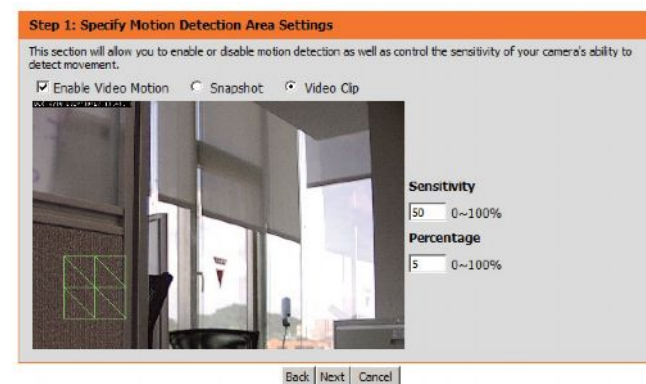 Step 1: Specify Motion Detection Area Settings
This section will allow you to enable or disable motion detection as well as control the sensitivity of your camera's ability to
detect movement.
Enable Video Motion Snapshot Video Clip
Sensitivity
50 0~100%
Percentage
5 0~100%
Back Next Cancel